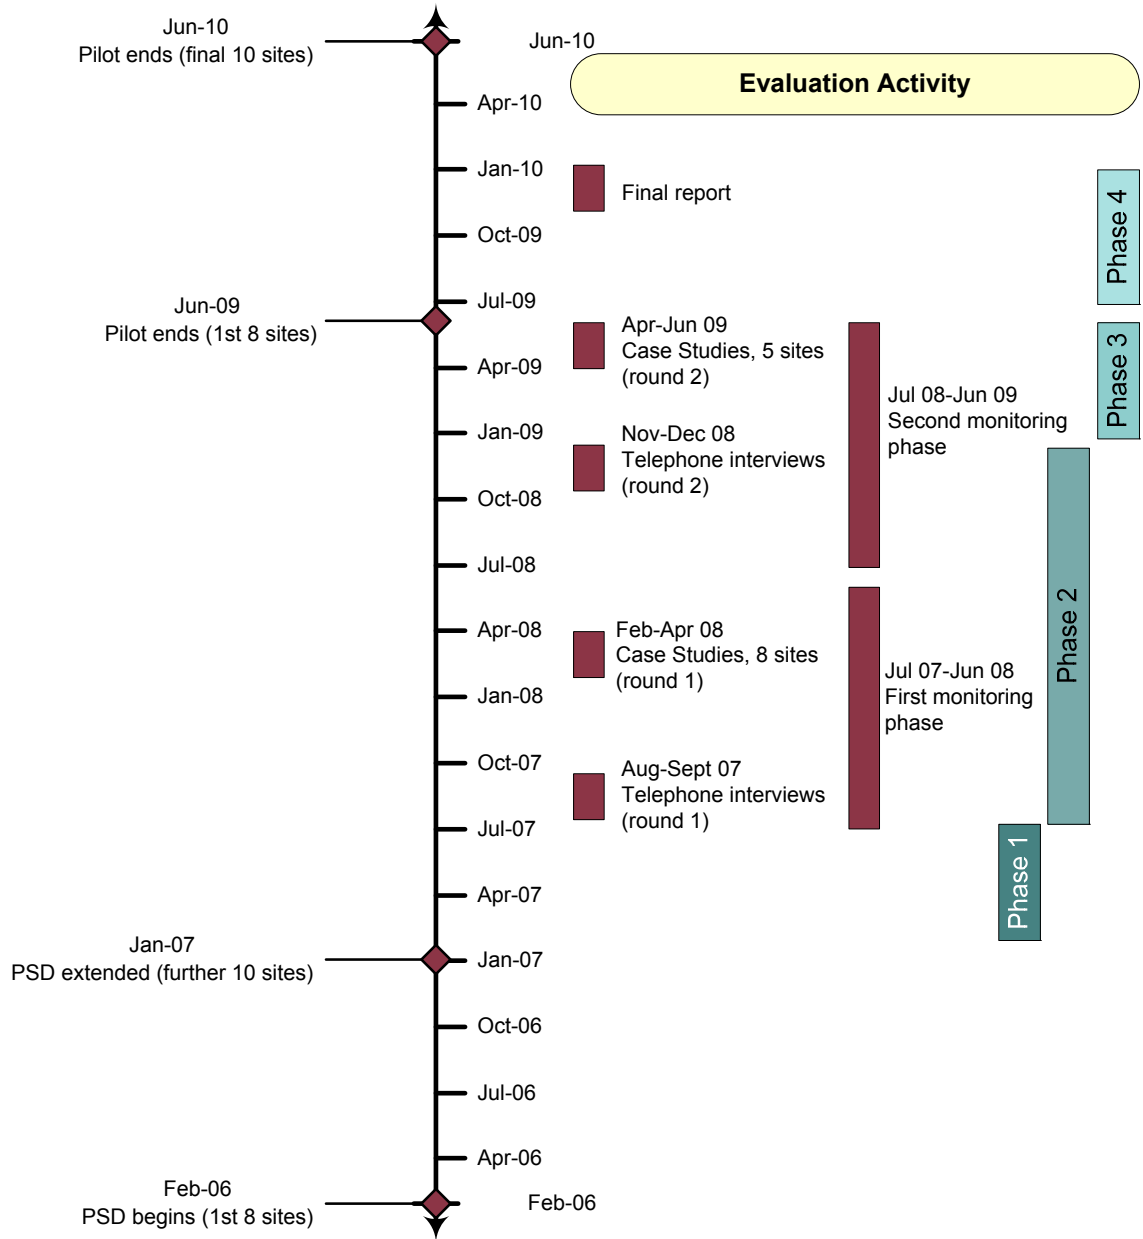 Jun-10
Pilot ends (final 10 sites)
Jun-10
Evaluation Activity
Apr-10
Jan-10
Final report
Phase 4
Oct-09
Jul-09
Jun-09
Pilot ends (1st 8 sites)
Apr-Jun 09
Case Studies, 5 sites
(round 2)
Phase 3
Apr-09
Jul 08-Jun 09
Second monitoring
phase
Jan-09
Nov-Dec 08
Telephone interviews
(round 2)
Oct-08
Jul-08
Phase 2
Apr-08
Feb-Apr 08
Case Studies, 8 sites
(round 1)
Jul 07-Jun 08
First monitoring
phase
Jan-08
Oct-07
Aug-Sept 07
Telephone interviews
(round 1)
Jul-07
Phase 1
Apr-07
Jan-07
PSD extended (further 10 sites)
Jan-07
Oct-06
Jul-06
Apr-06
Feb-06
PSD begins (1st 8 sites)
Feb-06